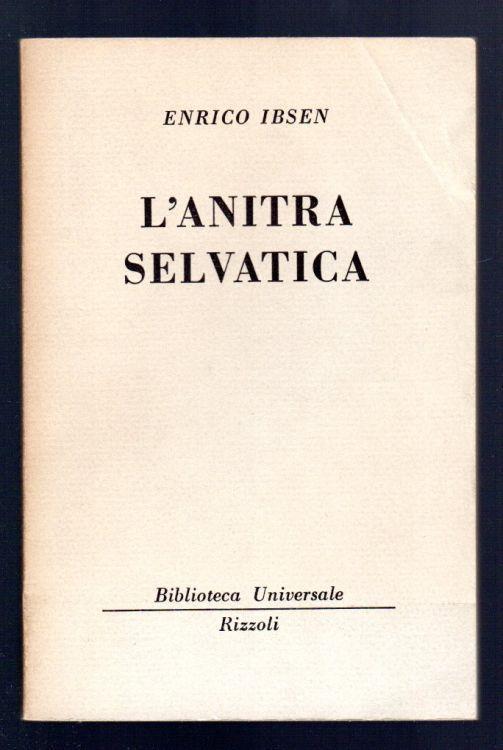 ENRICO IBSEN
L'ANITRA
SELVATICA
Biblioteca Universale
Rizzoli